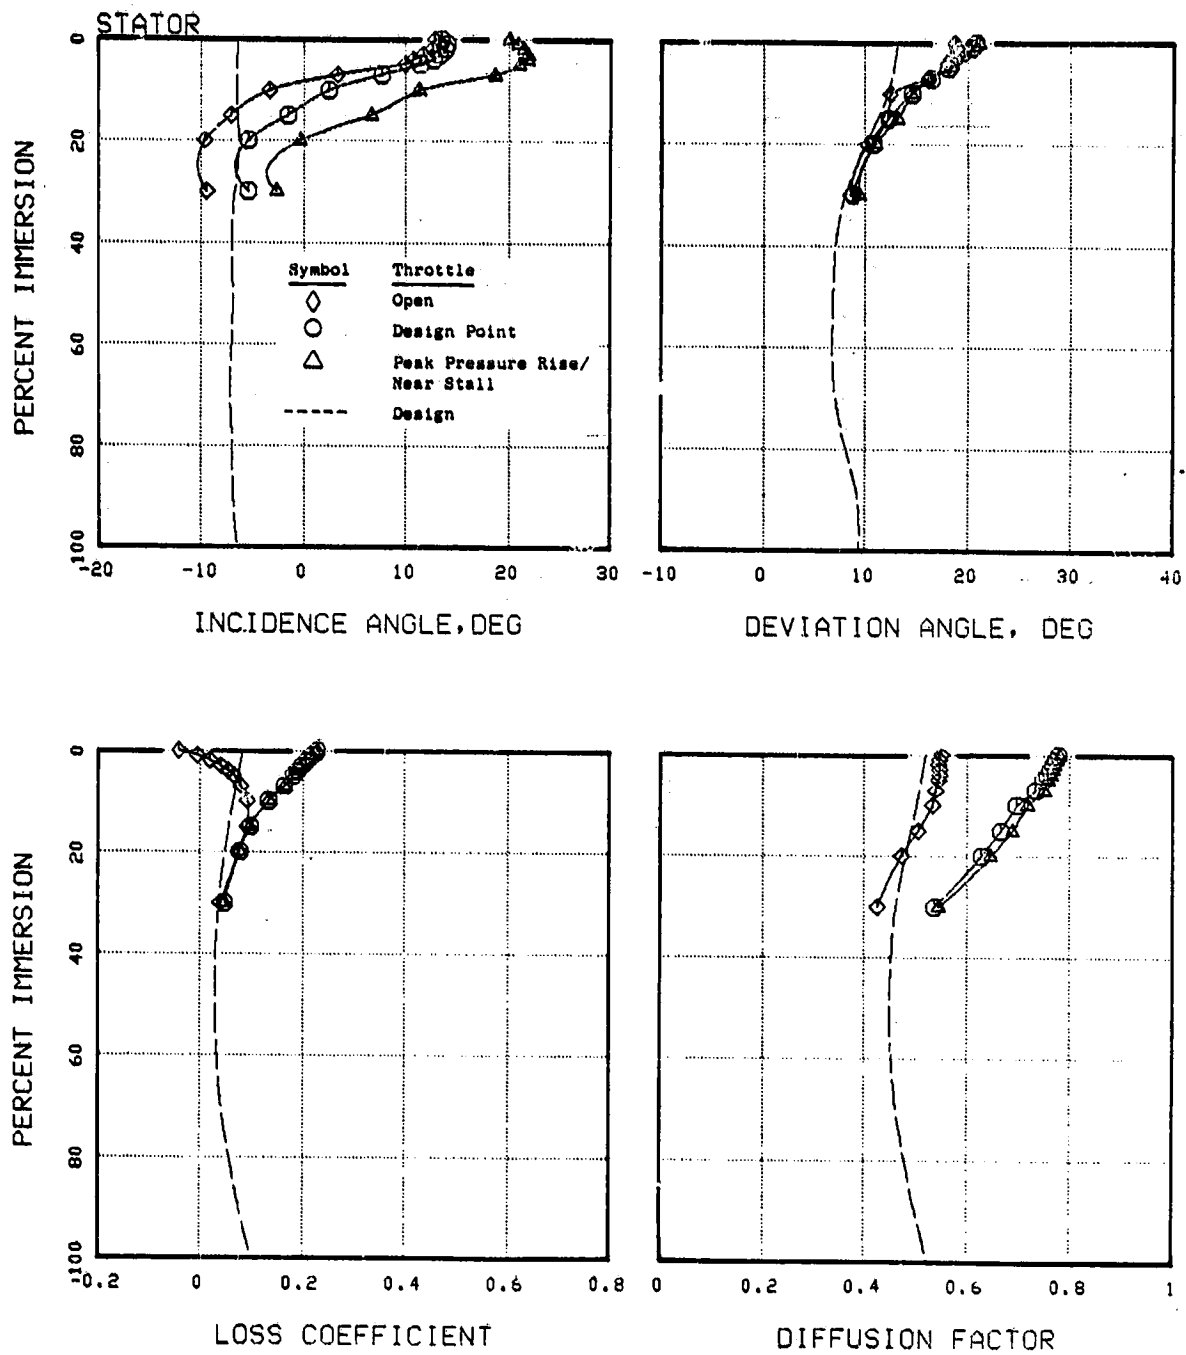 STATOR
PERCENT IMMERSION
0
20
40
60
80
100
Symbol Throttle
Open
Design Point
Peak Pressure Rise/
Near Stall
Design
-20 -10 0 10 20 30
INCIDENCE ANGLE, DEG
-10 0 10 20 30 40
DEVIATION ANGLE, DEG
PERCENT IMMERSION
0
20
40
60
80
100
-0.2 0 0.2 0.4 0.6 0.8
LOSS COEFFICIENT
0 0.2 0.4 0.6 0.8 1
DIFFUSION FACTOR